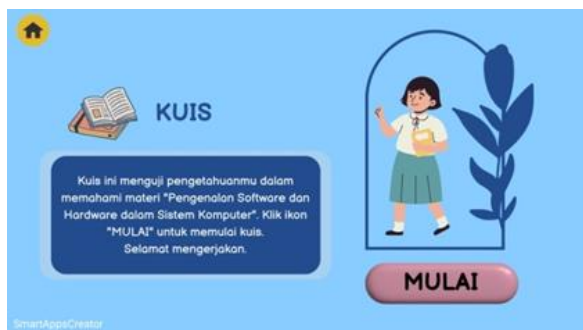 KUIS
Kuis ini menguji pengetahuanmu dalam
memahami materi "Pengenalan Software dan
Hardware dalam Sistem Komputer". Klik ikon
"MULAI" untuk memulai kuis.
Selamat mengerjakan.
MULAI
SmartAppsCreator